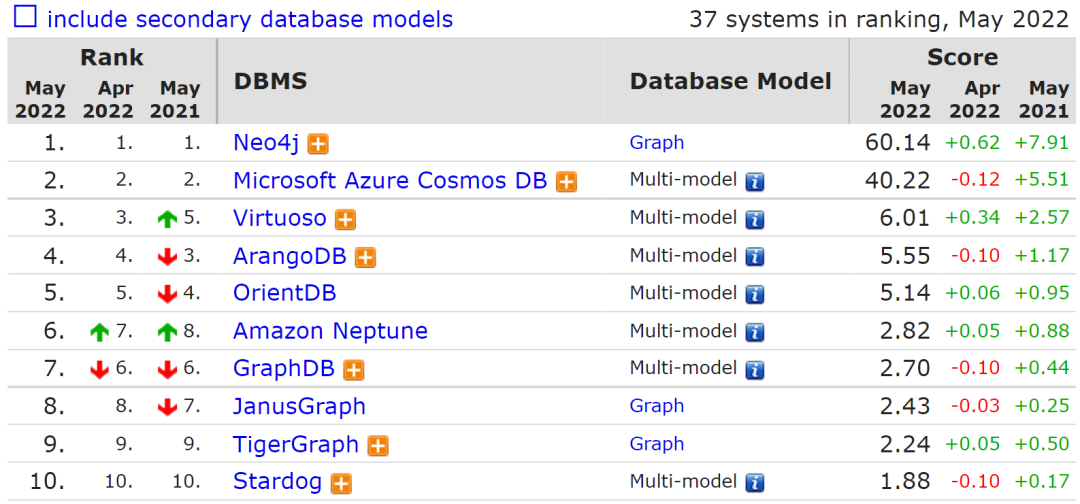 include secondary database models 37 systems in ranking, May 2022
Rank DBMS Database Model Score
May 2022 Apr 2022 May 2021 May 2022 Apr 2022 May 2021
1. 1. 1. Neo4j Graph 60.14 +0.62 +7.91
2. 2. 2. Microsoft Azure Cosmos DB Multi-model 40.22 -0.12 +5.51
3. 3. 5. Virtuoso Multi-model 6.01 +0.34 +2.57
4. 4. 3. ArangoDB Multi-model 5.55 -0.10 +1.17
5. 5. 4. OrientDB Multi-model 5.14 +0.06 +0.95
6. 7. 8. Amazon Neptune Multi-model 2.82 +0.05 +0.88
7. 6. 6. GraphDB Multi-model 2.70 -0.10 +0.44
8. 8. 7. JanusGraph Graph 2.43 -0.03 +0.25
9. 9. 9. TigerGraph Graph 2.24 +0.05 +0.50
10. 10. 10. Stardog Multi-model 1.88 -0.10 +0.17